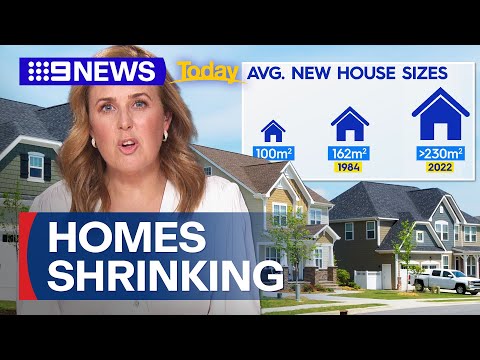 9NEWS
Today
AVG. NEW HOUSE SIZES
100m²
162m²
>230m²
1984
2022
HOMES
SHRINKING